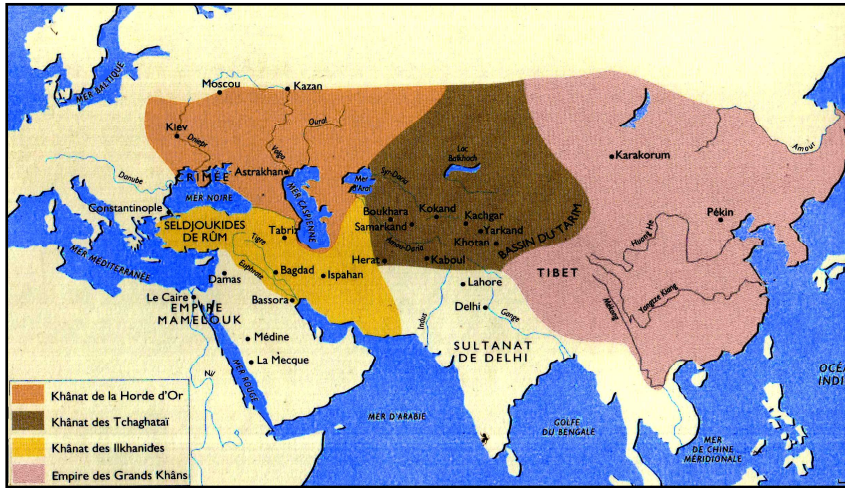 MER BALTIQUE
Moscou
Kazan
Kiev
Dniepr
Volga
Oural
Danube
CRIMÉE
Astrakhan
MER NOIRE
MER CASPIENNE
Mer
d'Aral
Syr-Daria
Lac
Balkhach
Karakorum
Amour
Constantinople
SELDJOUKIDES
DE RÛM
Tabriz
Tigre
Euphrate
Boukhara
Samarkand
Kokand
Kachgar
Yarkand
Khotan
BASSIN DU TARIM
Amou-Daria
Pékin
Huang He
MER MÉDITERRANÉE
Damas
Bagdad
Ispahan
Herat
Kaboul
TIBET
Yangze Kiang
Mékong
Le Caire
EMPIRE
MAMELOUK
Bassora
Lahore
Delhi
Indus
Gange
Médine
La Mecque
MER ROUGE
Nil
SULTANAT
DE DELHI
OCÉA
INDI
MER D'ARABIE
GOLFE
DU BENGALE
MER
DE CHINE
MÉRIDIONALE
Khânat de la Horde d'Or
Khânat des Tchaghataï
Khânat des Ilkhanides
Empire des Grands Khâns